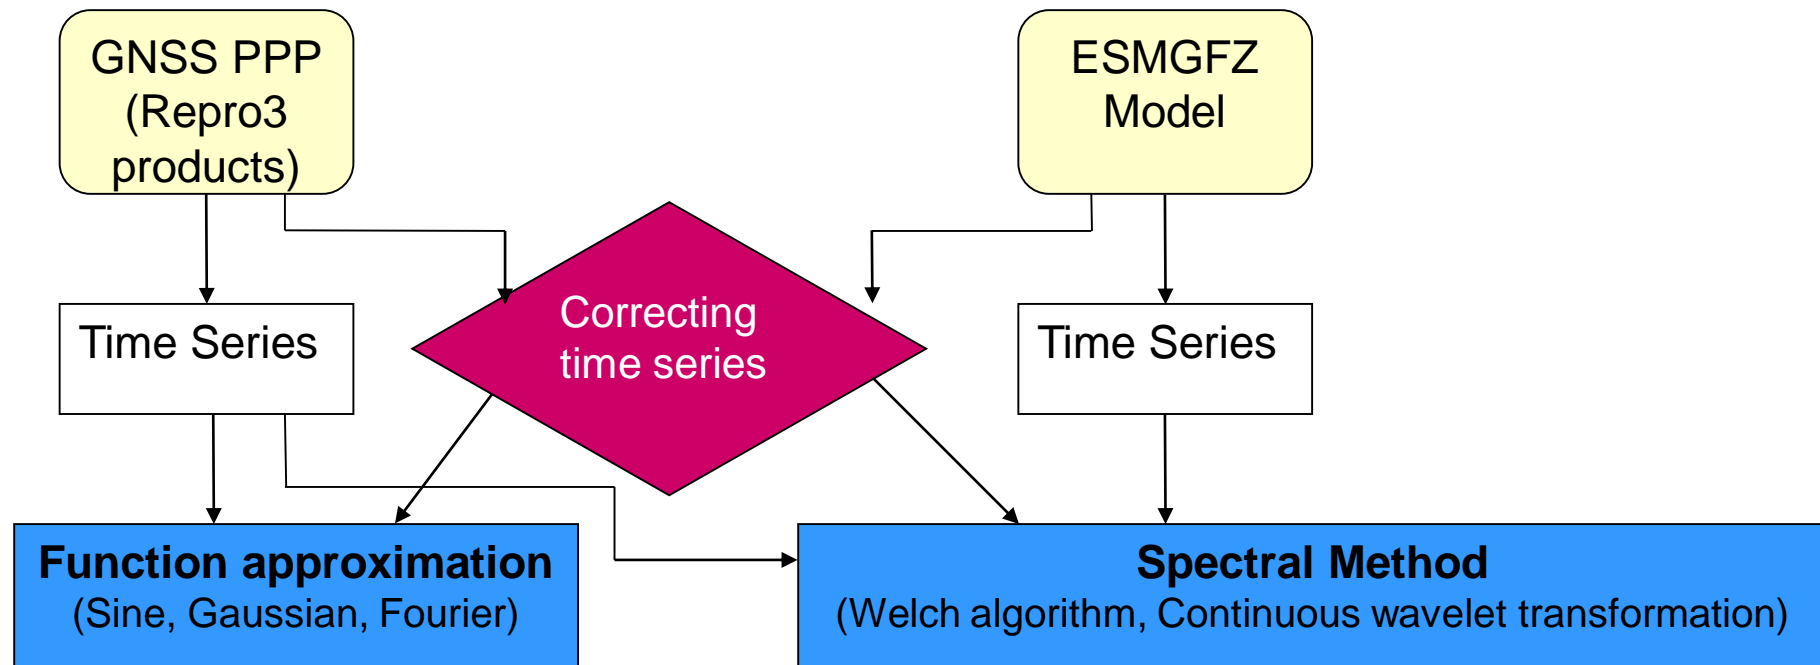 GNSS PPP
(Repro3
products)
ESMGFZ
Model
Time Series
Correcting
time series
Time Series
Function approximation
(Sine, Gaussian, Fourier)
Spectral Method
(Welch algorithm, Continuous wavelet transformation)